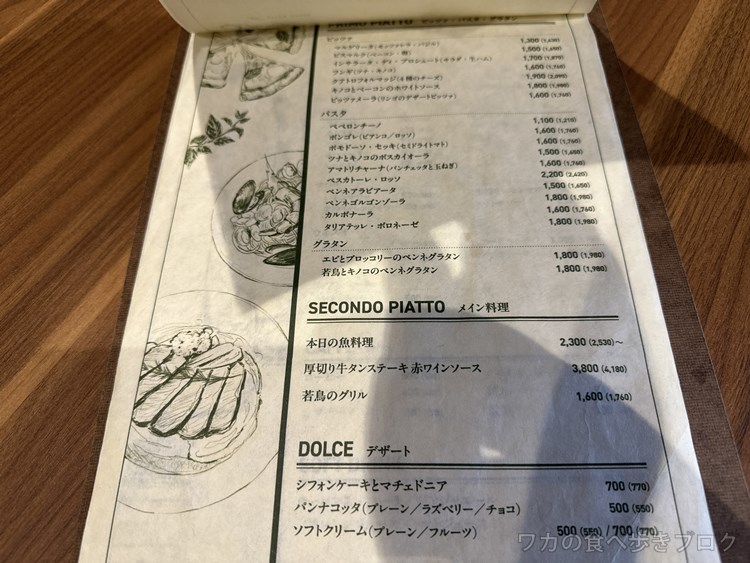 PRIMO PIATTO ピッツァ・パスタ・グラタン
ピッツァ
マルゲリータ(モッツァレラ・バジル) 1,300 (1,430)
ビスマルク(ベーコン・卵)
インサラータ・ディ・プロシュート(サラダ・生ハム) 1,700 (1,870)
フンギ(ツナ・キノコ) 1,600 (1,760)
クアトロフォルマッジ(4種のチーズ) 1,900 (2,090)
キノコとベーコンのホワイトソース 1,800 (1,980)
ピッツァメーラ(リンゴのデザートピッツァ) 1,600 (1,760)
パスタ
ペペロンチーノ 1,100 (1,210)
ボンゴレ(ビアンコ/ロッソ) 1,600 (1,760)
ポモドーソ・セッキ(セミドライトマト) 1,600 (1,760)
ツナとキノコのボスカイオーラ 1,500 (1,650)
アマトリチャーナ(パンチェッタと玉ねぎ) 1,600 (1,760)
ペスカトーレ・ロッソ 2,200 (2,420)
ペンネアラビアータ 1,500 (1,650)
ペンネゴルゴンゾーラ 1,800 (1,980)
カルボナーラ 1,600 (1,760)
タリアテッレ・ボロネーゼ 1,800 (1,980)
グラタン
エビとブロッコリーのペンネグラタン 1,800 (1,980)
若鳥とキノコのペンネグラタン 1,800 (1,980)
SECONDO PIATTO メイン料理
本日の魚料理 2,300 (2,530)~
厚切り牛タンステーキ 赤ワインソース 3,800 (4,180)
若鳥のグリル 1,600 (1,760)
DOLCE デザート
シフォンケーキとマチェドニア 700 (770)
パンナコッタ(プレーン/ラズベリー/チョコ) 500 (550)
ソフトクリーム(プレーン/フルーツ) 500 (550) / 700 (770)
ワカの食べ歩きブログ